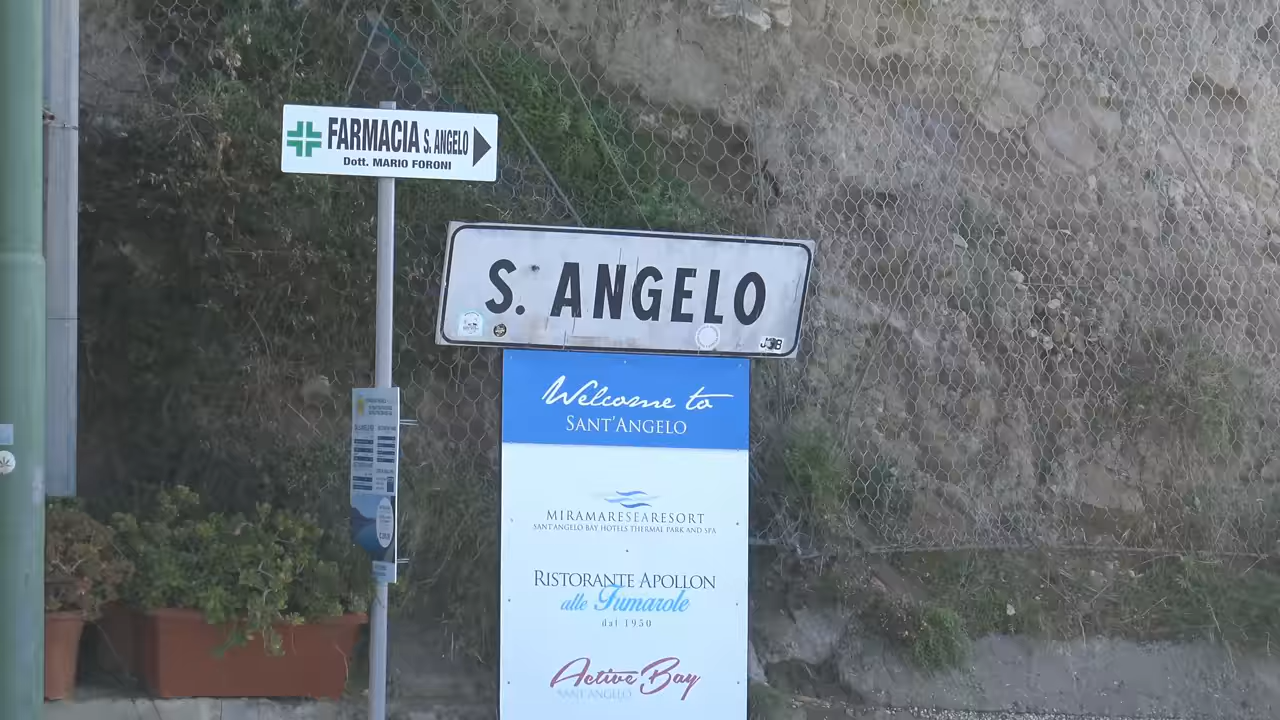 FARMACIA S. ANGELO
Dott. MARIO FORONI
S. ANGELO
J3B
Welcome to
SANT'ANGELO
MIRAMARESEARESORT
SANT'ANGELO BAY HOTELS THERMAL PARK AND SPA
RISTORANTE APOLLON
alle Fumarole
dal 1950
Active Bay
SANT'ANGELO